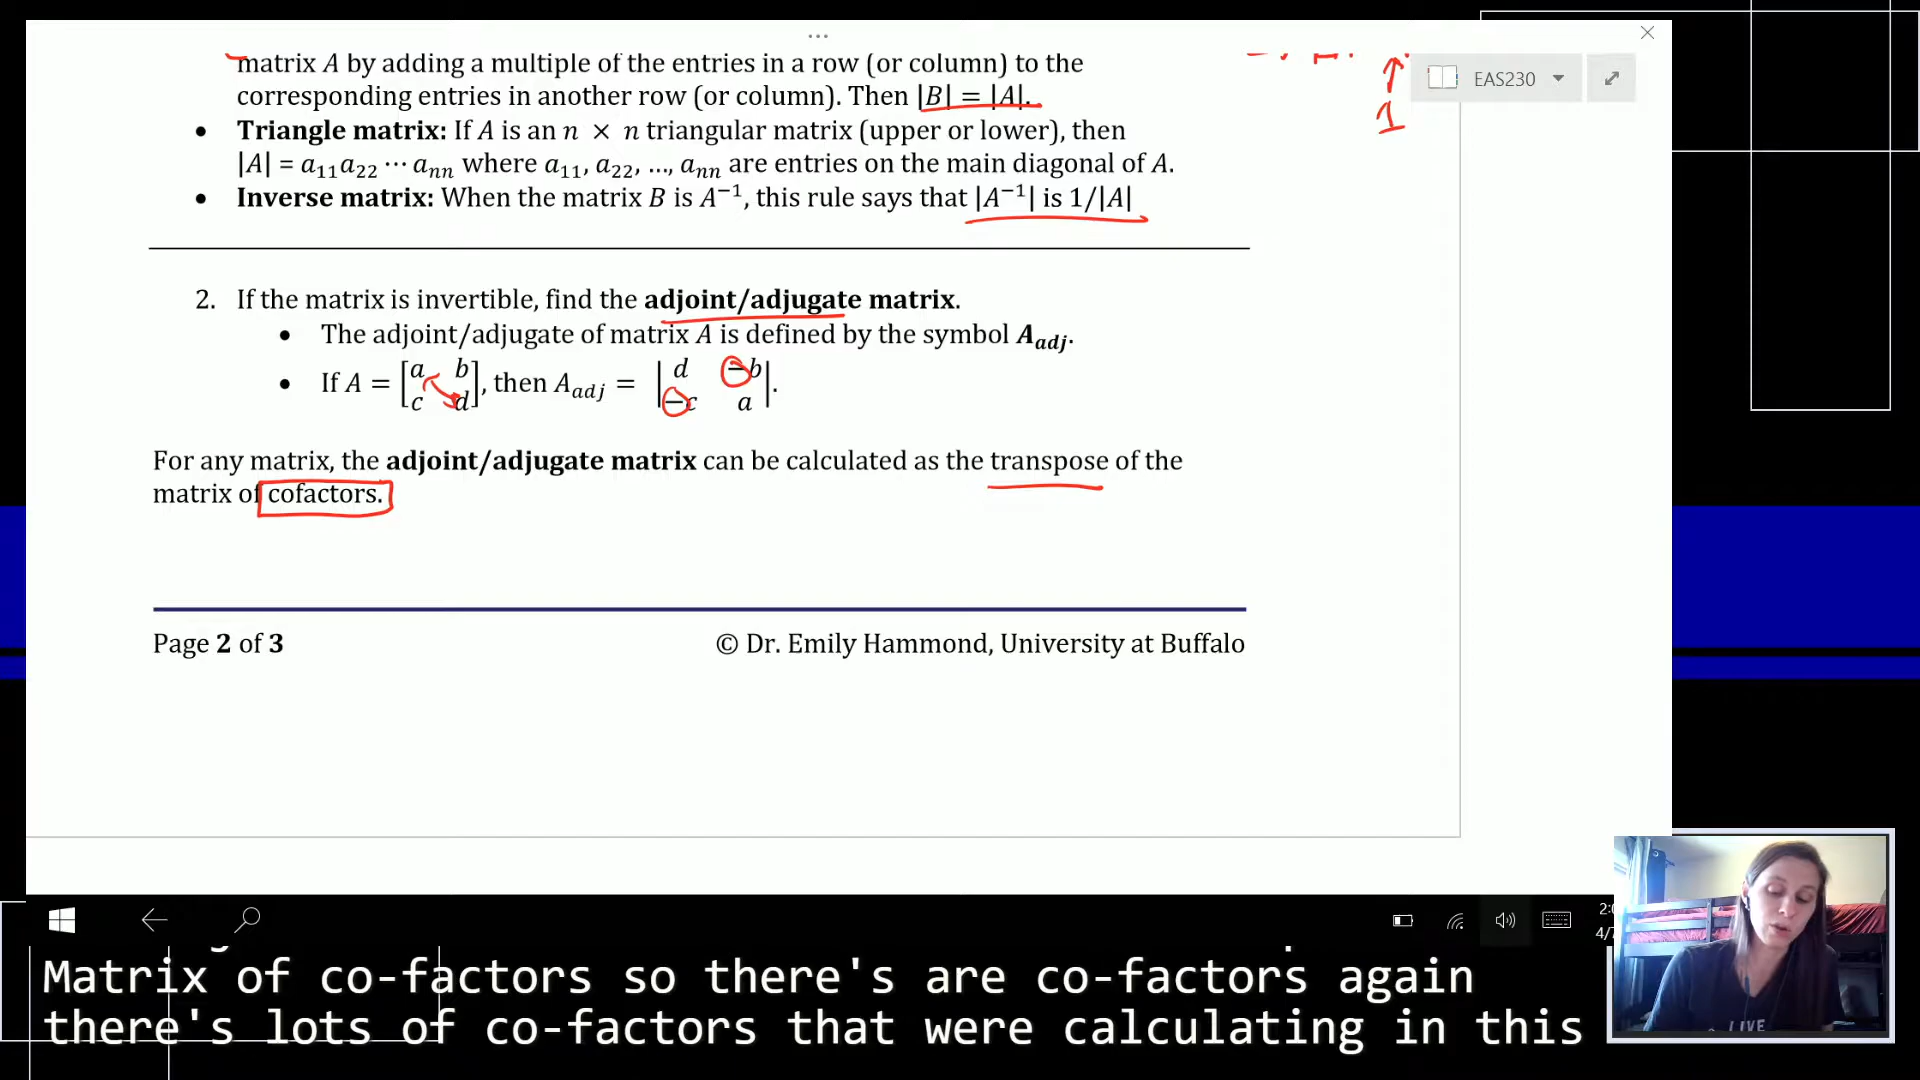 matrix A by adding a multiple of the entries in a row (or column) to the
EAS230
corresponding entries in another row (or column). Then |B| = |A|.
1
• Triangle matrix: If A is an n × n triangular matrix (upper or lower), then
|A| = a₁₁a₂₂ ⋯ aₙₙ where a₁₁, a₂₂, ..., aₙₙ are entries on the main diagonal of A.
• Inverse matrix: When the matrix B is A⁻¹, this rule says that |A⁻¹| is 1/|A|
2. If the matrix is invertible, find the adjoint/adjugate matrix.
• The adjoint/adjugate of matrix A is defined by the symbol A_adj.
• If A = [a b; c d], then A_adj = |d −b; −c a|.
For any matrix, the adjoint/adjugate matrix can be calculated as the transpose of the
matrix of cofactors.
Page 2 of 3
© Dr. Emily Hammond, University at Buffalo
Matrix of co-factors so there's are co-factors again
there's lots of co-factors that were calculating in this
LIVE